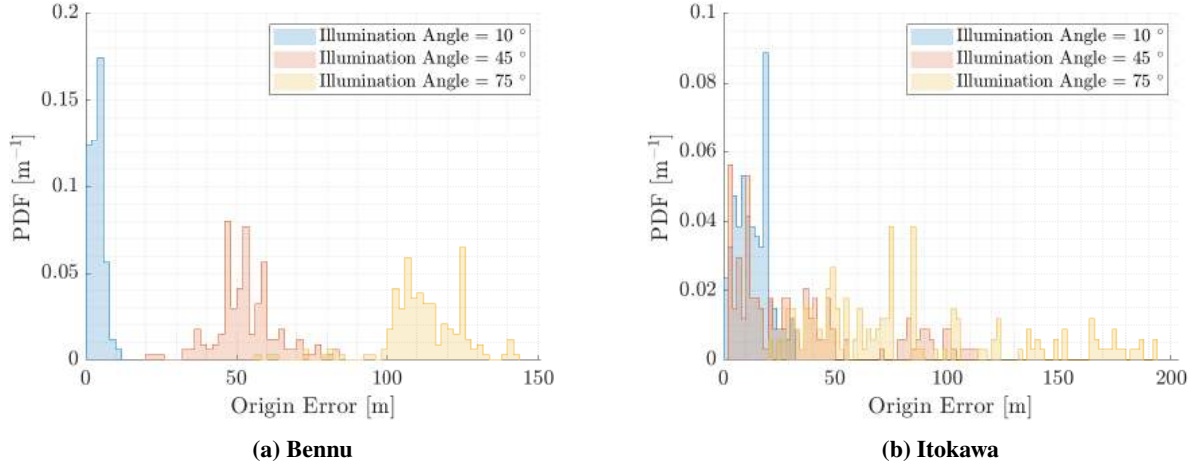 0.2
0.15
0.1
0.05
0
PDF [m⁻¹]
Illumination Angle = 10 °
Illumination Angle = 45 °
Illumination Angle = 75 °
0 50 100 150
Origin Error [m]
(a) Bennu
0.1
0.08
0.06
0.04
0.02
0
PDF [m⁻¹]
Illumination Angle = 10 °
Illumination Angle = 45 °
Illumination Angle = 75 °
0 50 100 150 200
Origin Error [m]
(b) Itokawa